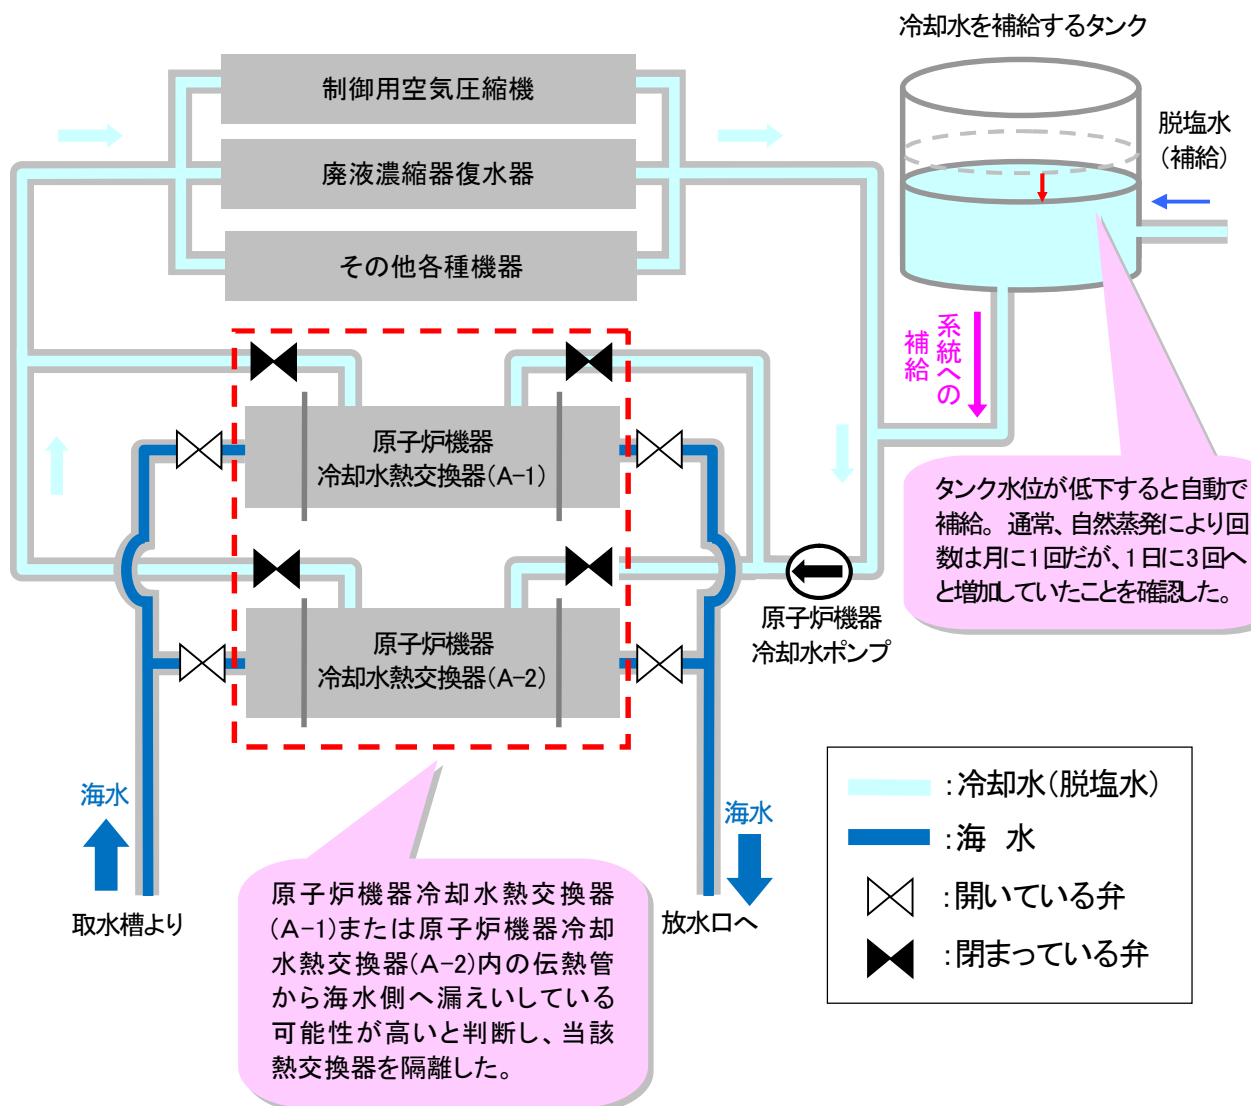 冷却水を補給するタンク
制御用空気圧縮機
脱塩水
(補給)
廃液濃縮器復水器
その他各種機器
系統への
補給
原子炉機器
冷却水熱交換器(A-1)
タンク水位が低下すると自動で
補給。通常、自然蒸発により回
数は月に1回だが、1日に3回へ
と増加していたことを確認した。
原子炉機器
冷却水ポンプ
原子炉機器
冷却水熱交換器(A-2)
海水
取水槽より
海水
放水口へ
原子炉機器冷却水熱交換器
(A-1)または原子炉機器冷却
水熱交換器(A-2)内の伝熱管
から海水側へ漏えいしている
可能性が高いと判断し、当該
熱交換器を隔離した。
:冷却水(脱塩水)
:海 水
:開いている弁
:閉まっている弁